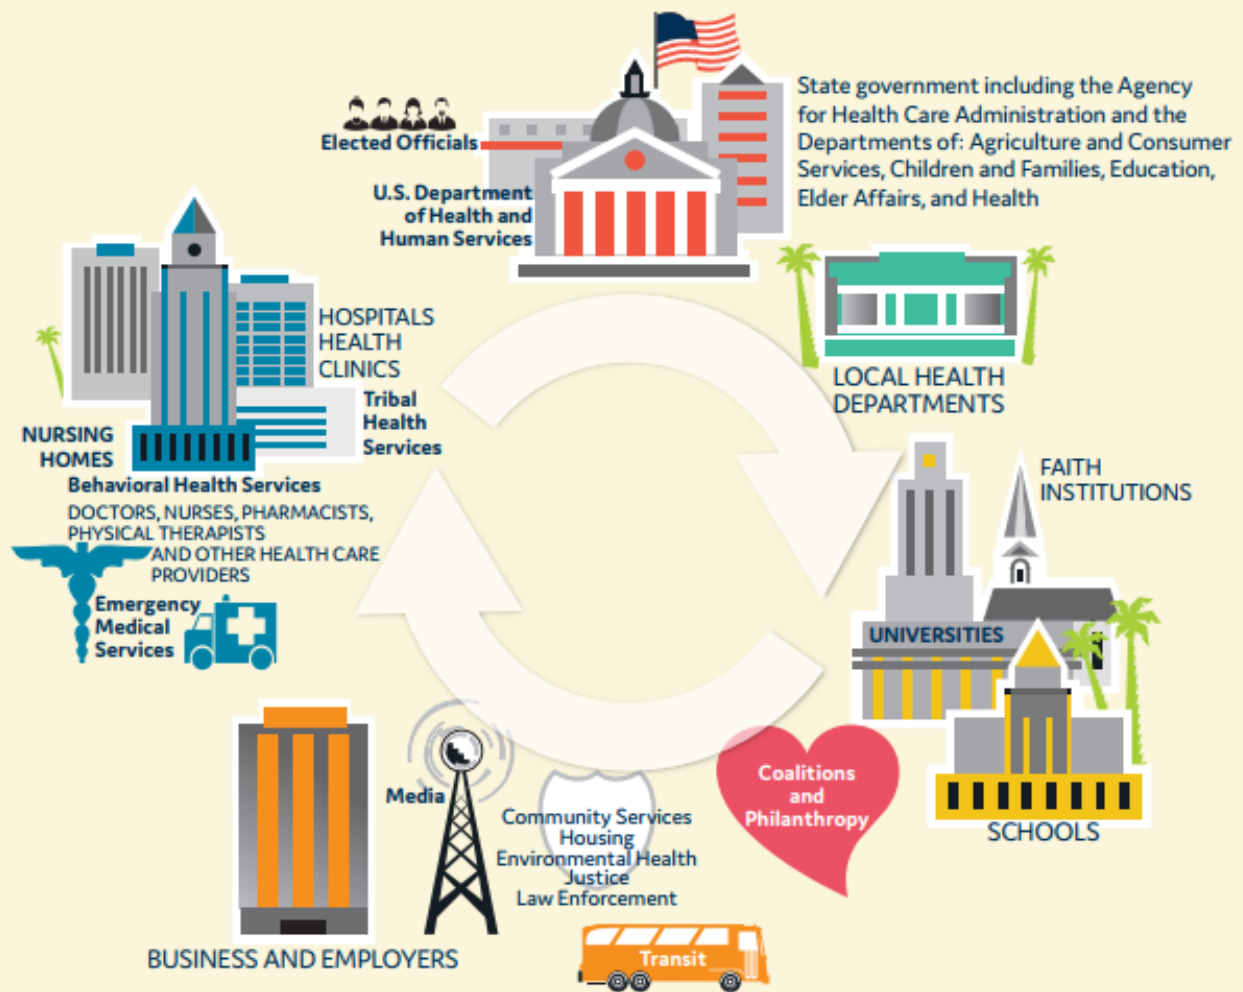 State government including the Agency
for Health Care Administration and the
Departments of: Agriculture and Consumer
Services, Children and Families, Education,
Elder Affairs, and Health
Elected Officials
U.S. Department
of Health and
Human Services
HOSPITALS
HEALTH
CLINICS
Tribal
Health
Services
NURSING
HOMES
Behavioral Health Services
DOCTORS, NURSES, PHARMACISTS,
PHYSICAL THERAPISTS
AND OTHER HEALTH CARE
PROVIDERS
Emergency
Medical
Services
LOCAL HEALTH
DEPARTMENTS
FAITH
INSTITUTIONS
UNIVERSITIES
SCHOOLS
Coalitions
and
Philanthropy
Media
Community Services
Housing
Environmental Health
Justice
Law Enforcement
BUSINESS AND EMPLOYERS
Transit